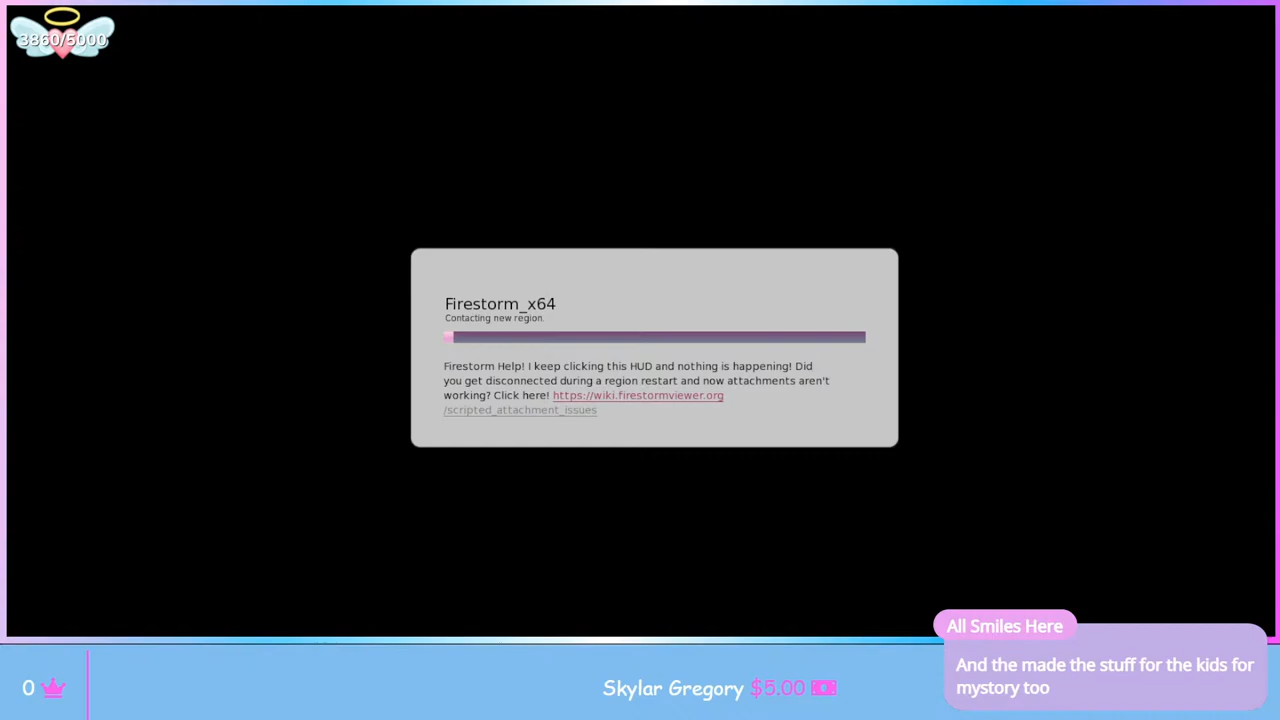 3860/5000
Firestorm_x64
Contacting new region.
Firestorm Help! I keep clicking this HUD and nothing is happening! Did
you get disconnected during a region restart and now attachments aren't
working? Click here! https://wiki.firestormviewer.org
/scripted_attachment_issues
All Smiles Here
And the made the stuff for the kids for
mystory too
0
Skylar Gregory $5.00